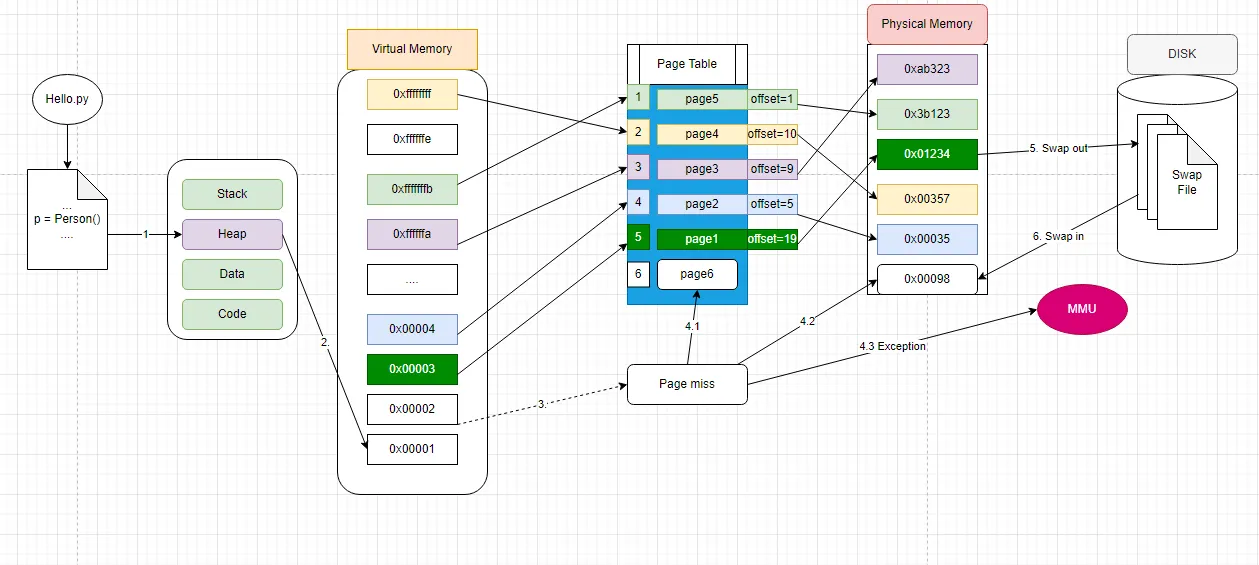 Hello.py
...
p = Person()
....
1
Stack
Heap
Data
Code
2.
Virtual Memory
0xffffffff
0xffffffe
0xfffffffb
0xffffffa
....
0x00004
0x00003
0x00002
0x00001
3.
Page Table
1 page5 offset=1
2 page4 offset=10
3 page3 offset=9
4 page2 offset=5
5 page1 offset=19
6 page6
4.1
Page miss
4.2
4.3 Exception
Physical Memory
0xab323
0x3b123
0x01234
0x00357
0x00035
0x00098
5. Swap out
6. Swap in
MMU
DISK
Swap
File